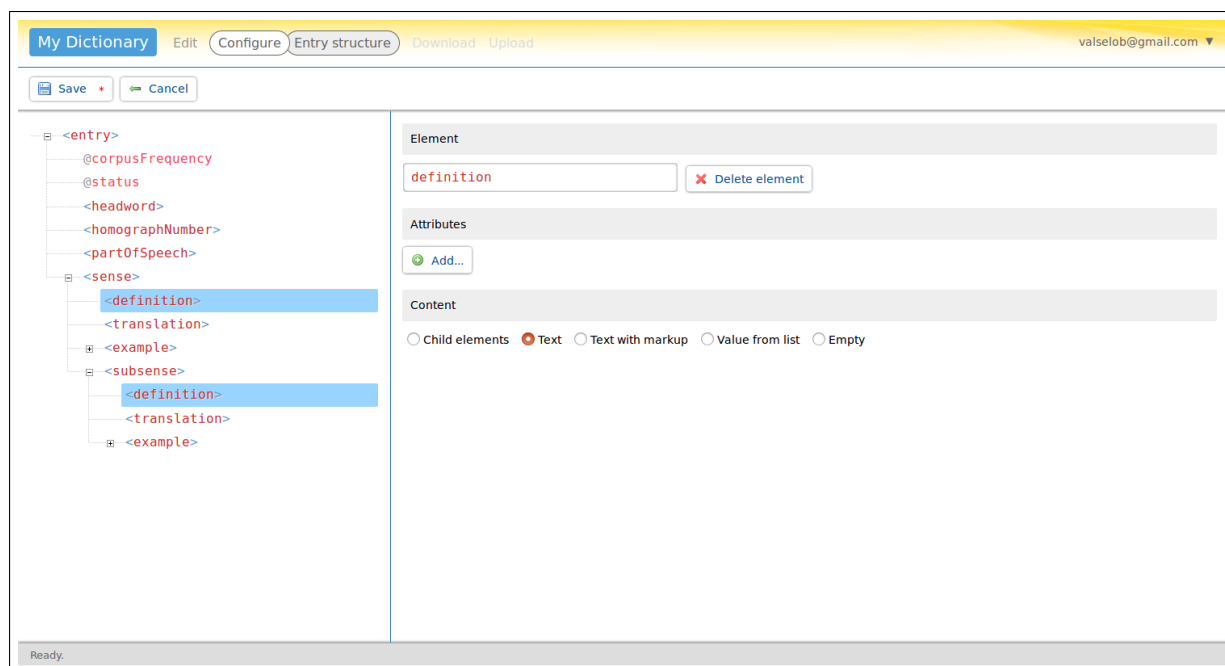 My Dictionary Edit Configure Entry structure Download Upload valselob@gmail.com ▼
Save * Cancel
<entry>
@corpusFrequency
@status
<headword>
<homographNumber>
<partOfSpeech>
<sense>
<definition>
<translation>
<example>
<subsense>
<definition>
<translation>
<example>
Element
definition Delete element
Attributes
Add...
Content
Child elements Text Text with markup Value from list Empty
Ready.